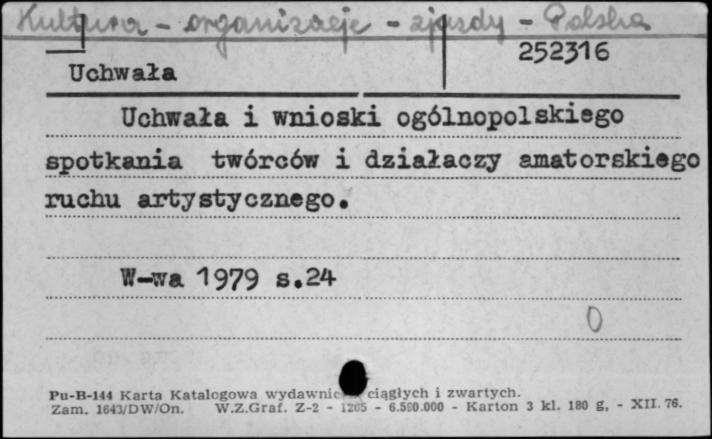 Kultura - organizacje - zjazdy - Polska
252316
Uchwała
Uchwała i wnioski ogólnopolskiego
spotkania twórców i działaczy amatorskiego
ruchu artystycznego.
W-wa 1979 s.24
0
Pu-B-144 Karta Katalogowa wydawnic ciągłych i zwartych.
Zam. 1643/DW/On. W.Z.Graf. Z-2 - 1265 - 6.590.000 - Karton 3 kl. 180 g, - XII. 76.